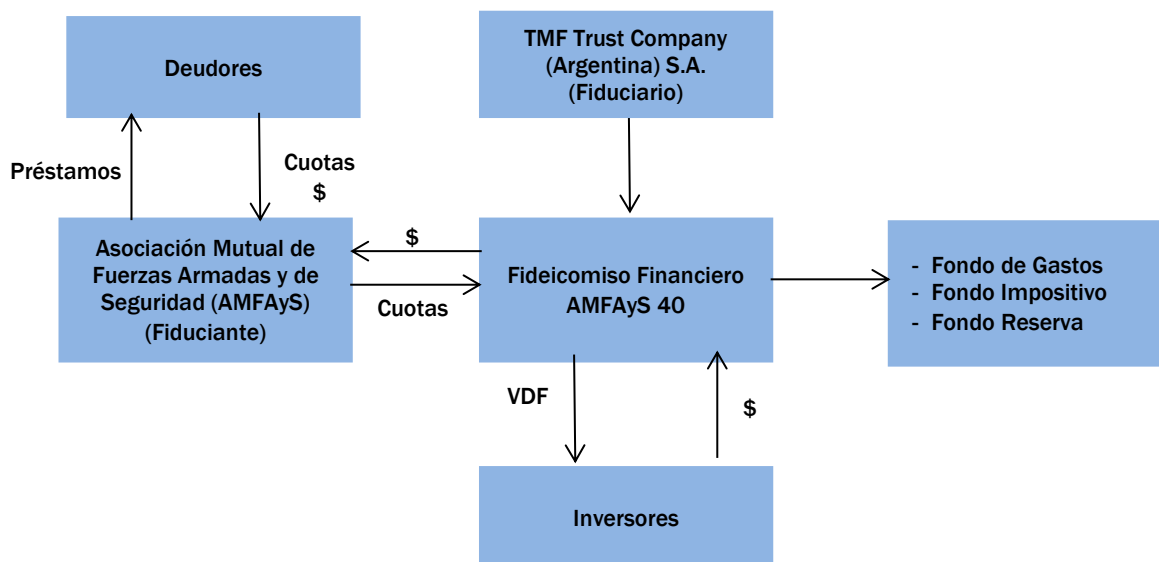 Deudores
TMF Trust Company
(Argentina) S.A.
(Fiduciario)
Préstamos
Cuotas
$
Asociación Mutual de
Fuerzas Armadas y de
Seguridad (AMFAyS)
(Fiduciante)
$
Cuotas
Fideicomiso Financiero
AMFAyS 40
- Fondo de Gastos
- Fondo Impositivo
- Fondo Reserva
VDF
$
Inversores